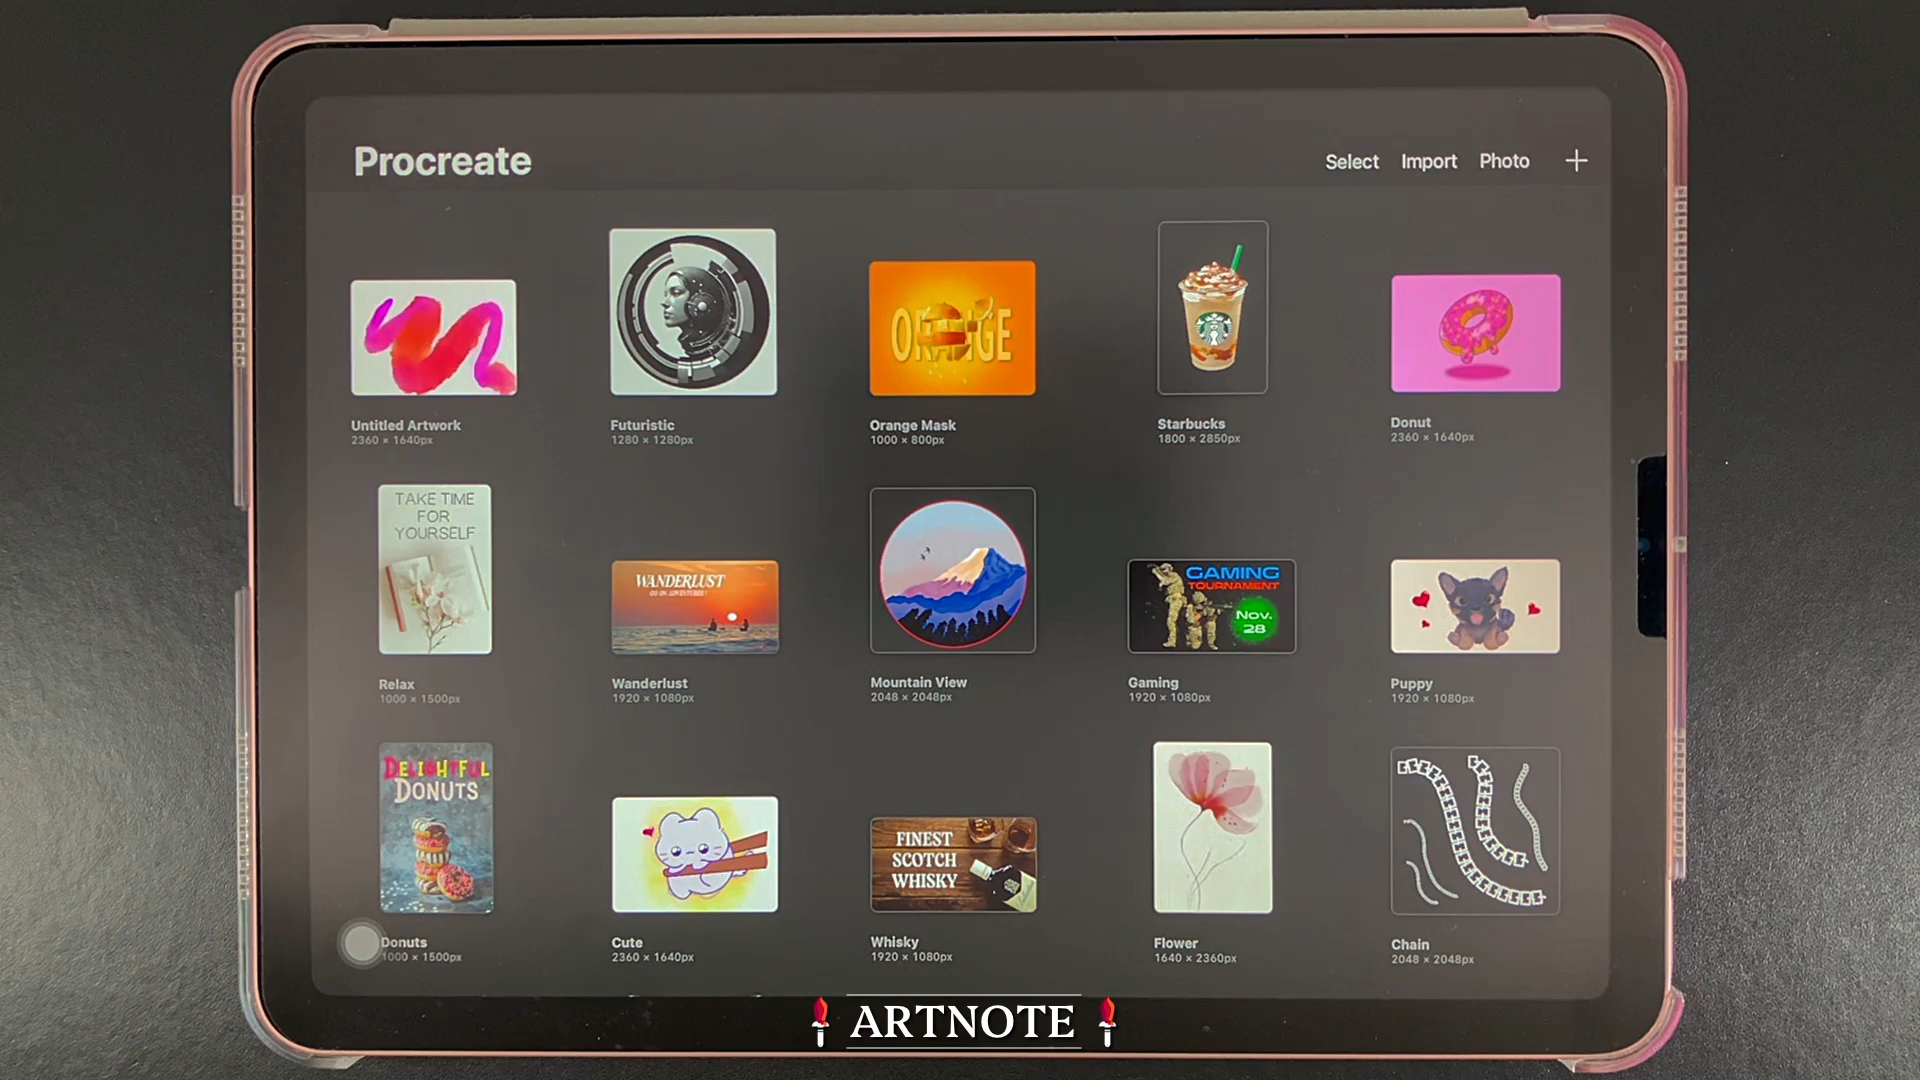 Procreate
Select Import Photo
ORANGE
Untitled Artwork
2360 × 1640px
Futuristic
1280 × 1280px
Orange Mask
1000 × 800px
Starbucks
1800 × 2850px
Donut
2360 × 1640px
TAKE TIME
FOR
YOURSELF
WANDERLUST
GO ON ADVENTURES!
GAMING
TOURNAMENT
Nov.
28
Relax
1000 × 1500px
Wanderlust
1920 × 1080px
Mountain View
2048 × 2048px
Gaming
1920 × 1080px
Puppy
1920 × 1080px
DELIGHTFUL
DONUTS
FINEST
SCOTCH
WHISKY
Donuts
1000 × 1500px
Cute
2360 × 1640px
Whisky
1920 × 1080px
Flower
1640 × 2360px
Chain
2048 × 2048px
ARTNOTE